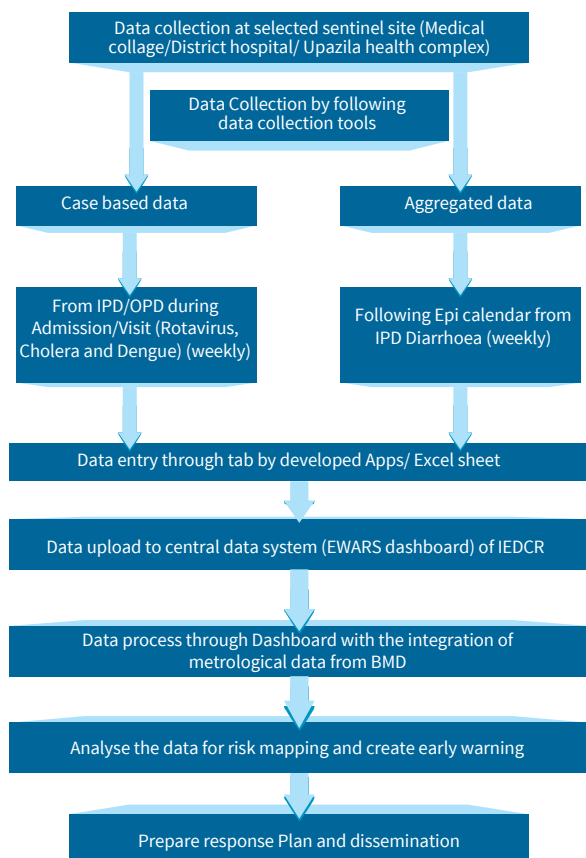 Data collection at selected sentinel site (Medical
collage/District hospital/ Upazila health complex)
Data Collection by following
data collection tools
Case based data
Aggregated data
From IPD/OPD during
Admission/Visit (Rotavirus,
Cholera and Dengue) (weekly)
Following Epi calendar from
IPD Diarrhoea (weekly)
Data entry through tab by developed Apps/ Excel sheet
Data upload to central data system (EWARS dashboard) of IEDCR
Data process through Dashboard with the integration of
metrological data from BMD
Analyse the data for risk mapping and create early warning
Prepare response Plan and dissemination